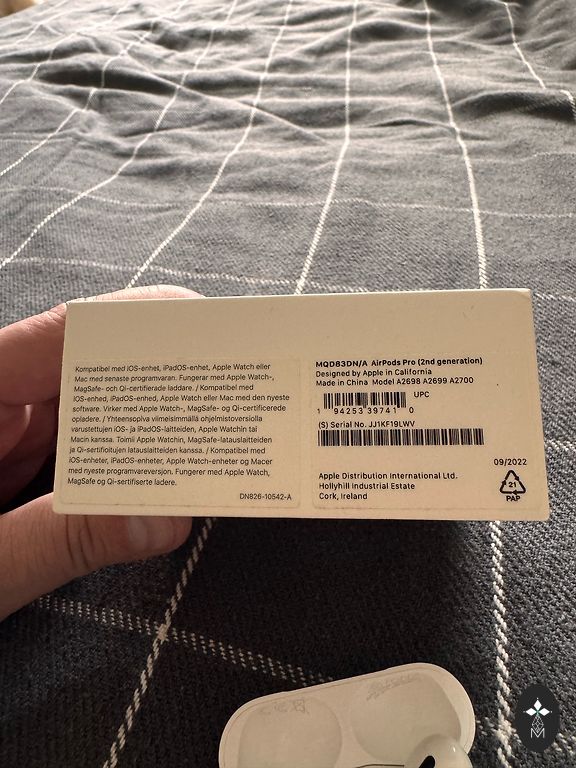 Kompatibel med iOS-enhet, iPadOS-enhet, Apple Watch eller
Mac med senaste programvaran. Fungerar med Apple Watch-,
MagSafe- och Qi-certifierade laddare. / Kompatibel med
iOS-enhed, iPadOS-enhed, Apple Watch eller Mac med den nyeste
software. Virker med Apple Watch-, MagSafe- og Qi-certificerede
opladere. / Yhteensopiva viimeisimmällä ohjelmistoversiolla
varustettujen iOS- ja iPadOS-laitteiden, Apple Watchin tai
Macin kanssa. Toimii Apple Watchin, MagSafe-latauslaitteiden
ja Qi-sertifioitujen latauslaitteiden kanssa. / Kompatibel med
iOS-enheter, iPadOS-enheter, Apple Watch-enheter og Macer
med nyeste programvareversjon. Fungerer med Apple Watch,
MagSafe og Qi-sertifiserte ladere.
DN826-10542-A
MQD83DN/A AirPods Pro (2nd generation)
Designed by Apple in California
Made in China Model A2698 A2699 A2700
UPC
1 94253 39741 0
(S) Serial No. JJ1KF19LWV
Apple Distribution International Ltd.
Hollyhill Industrial Estate
Cork, Ireland
09/2022
21
PAP
M